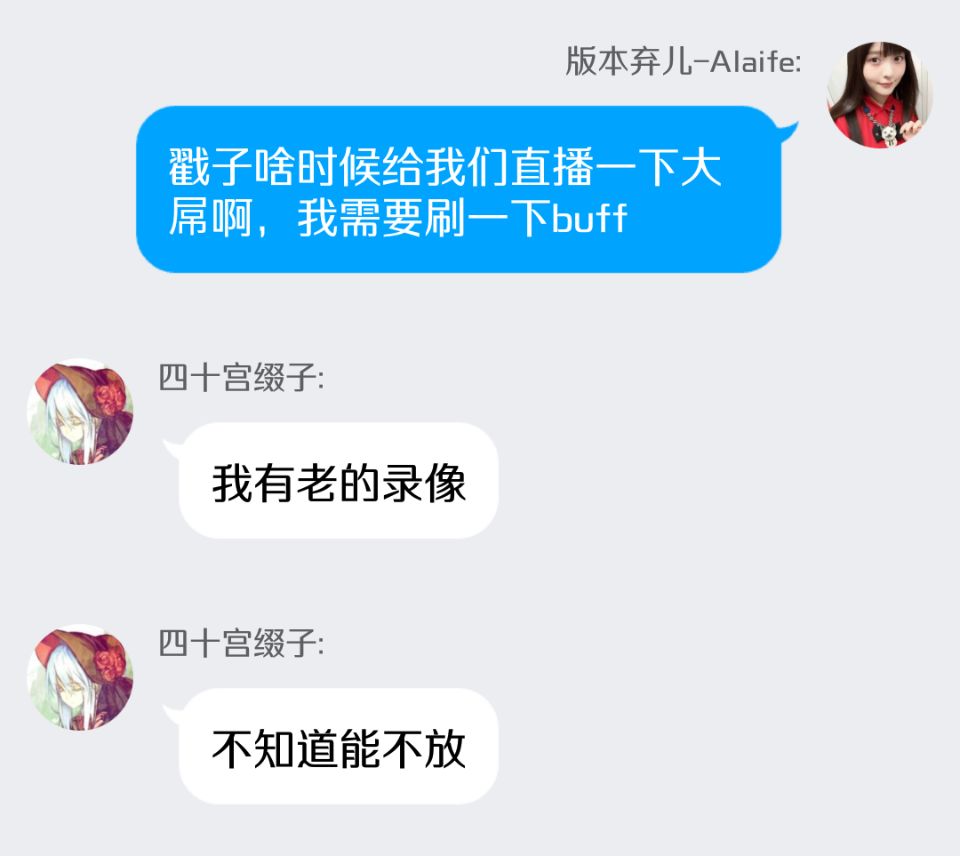 版本弃儿-Alaife:
戳子啥时候给我们直播一下大
屌啊，我需要刷一下buff
四十宫缀子:
我有老的录像
四十宫缀子:
不知道能不放